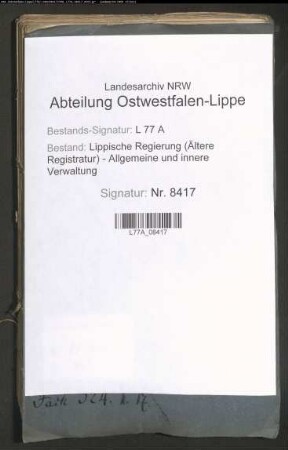 Landesarchiv NRW
Abteilung Ostwestfalen-Lippe
Bestands-Signatur: L 77 A
Bestand: Lippische Regierung (Ältere
Registratur) - Allgemeine und innere
Verwaltung
Signatur: Nr. 8417
L77A_08417
Fach